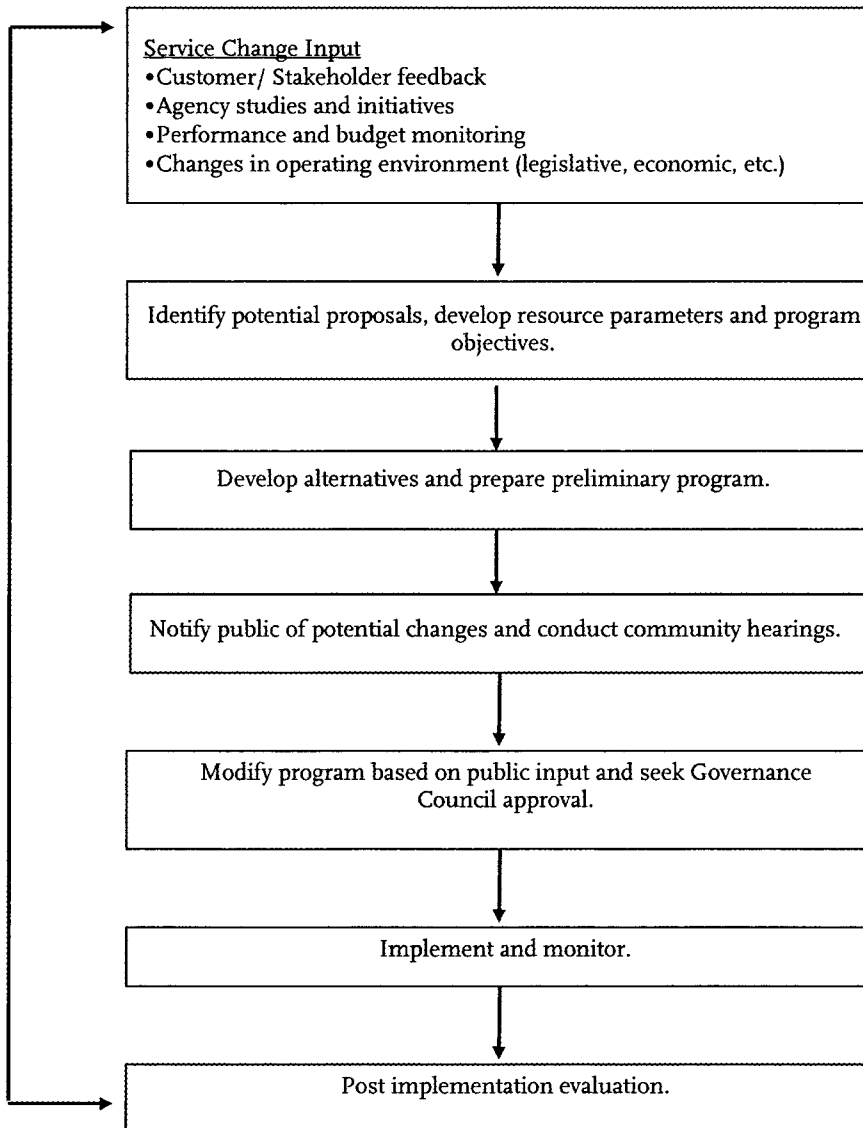 Service Change Input
•Customer/ Stakeholder feedback
•Agency studies and initiatives
•Performance and budget monitoring
•Changes in operating environment (legislative, economic, etc.)
Identify potential proposals, develop resource parameters and program
objectives.
Develop alternatives and prepare preliminary program.
Notify public of potential changes and conduct community hearings.
Modify program based on public input and seek Governance
Council approval.
Implement and monitor.
Post implementation evaluation.